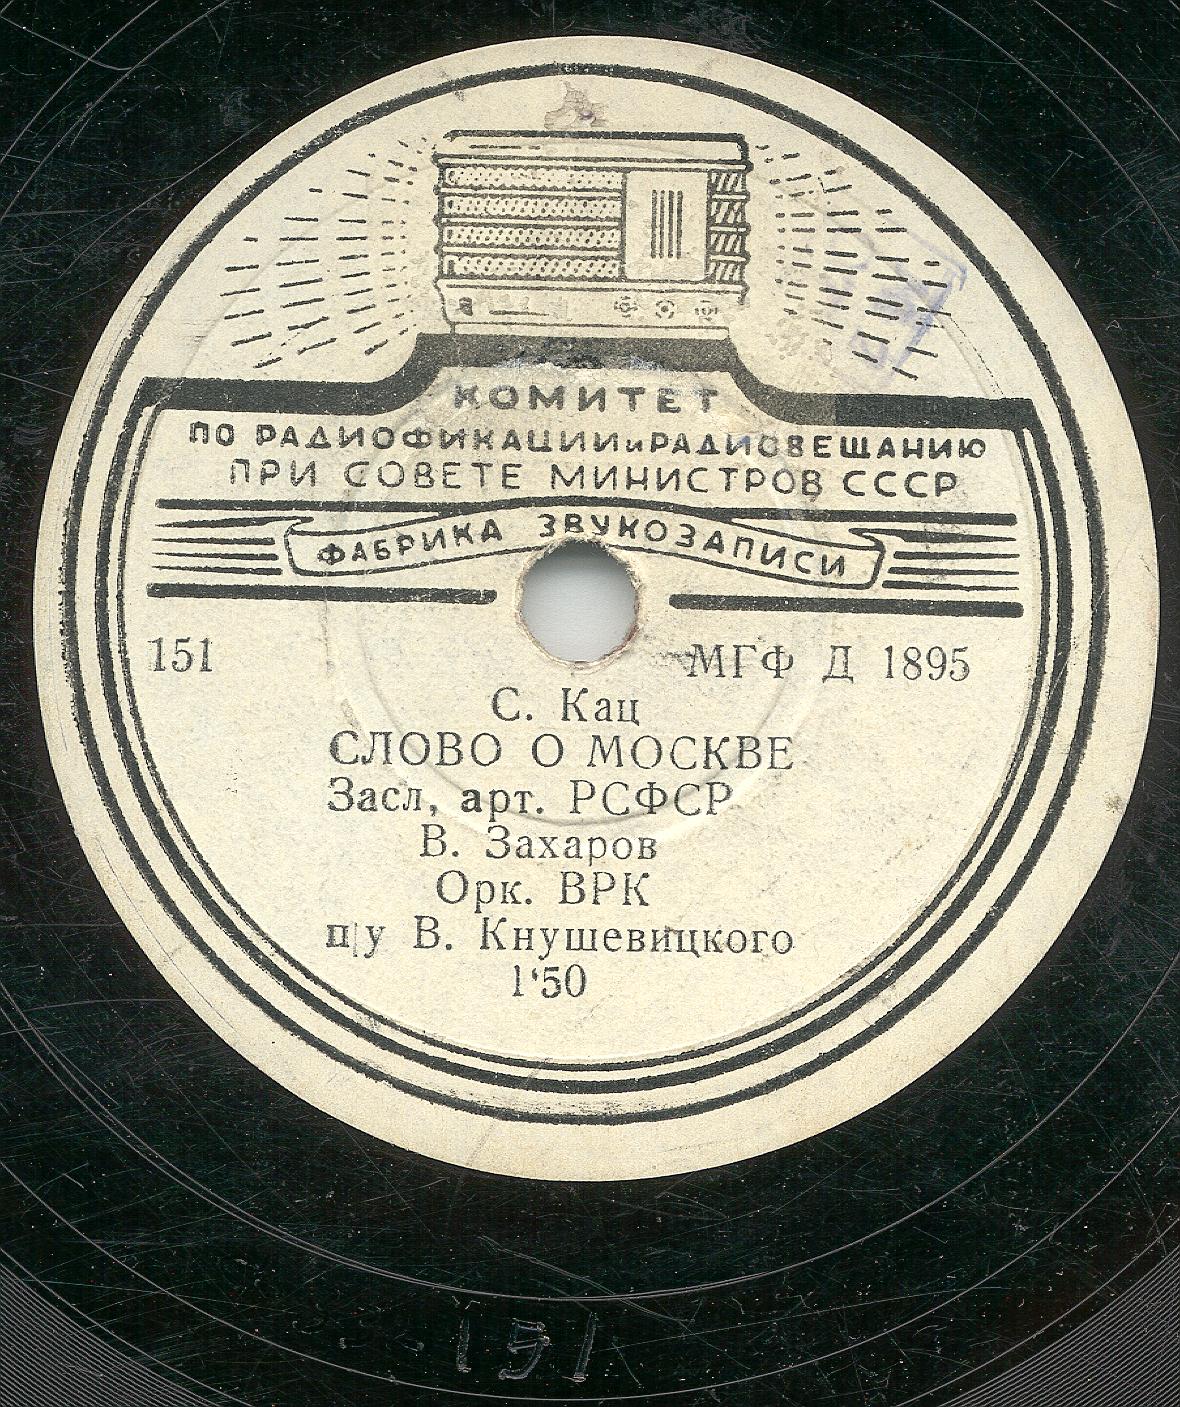 КОМИТЕТ
ПО РАДИОФИКАЦИИ и РАДИОВЕЩАНИЮ
ПРИ СОВЕТЕ МИНИСТРОВ СССР
ФАБРИКА ЗВУКОЗАПИСИ
151 МГФ Д 1895
С. Кац
СЛОВО О МОСКВЕ
Засл, арт. РСФСР
В. Захаров
Орк. ВРК
п|у В. Кнушевицкого
1‘50
151